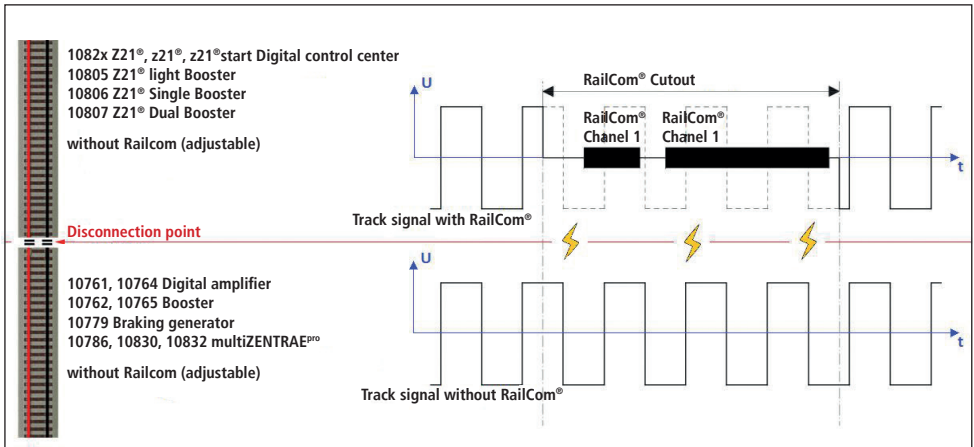 1082x Z21®, z21®, z21®start Digital control center
10805 Z21® light Booster
10806 Z21® Single Booster
10807 Z21® Dual Booster
without Railcom (adjustable)
Disconnection point
10761, 10764 Digital amplifier
10762, 10765 Booster
10779 Braking generator
10786, 10830, 10832 multiZENTRAEpro
without Railcom (adjustable)
RailCom® Cutout
U
RailCom®
Chanel 1
RailCom®
Chanel 1
t
Track signal with RailCom®
U
t
Track signal without RailCom®